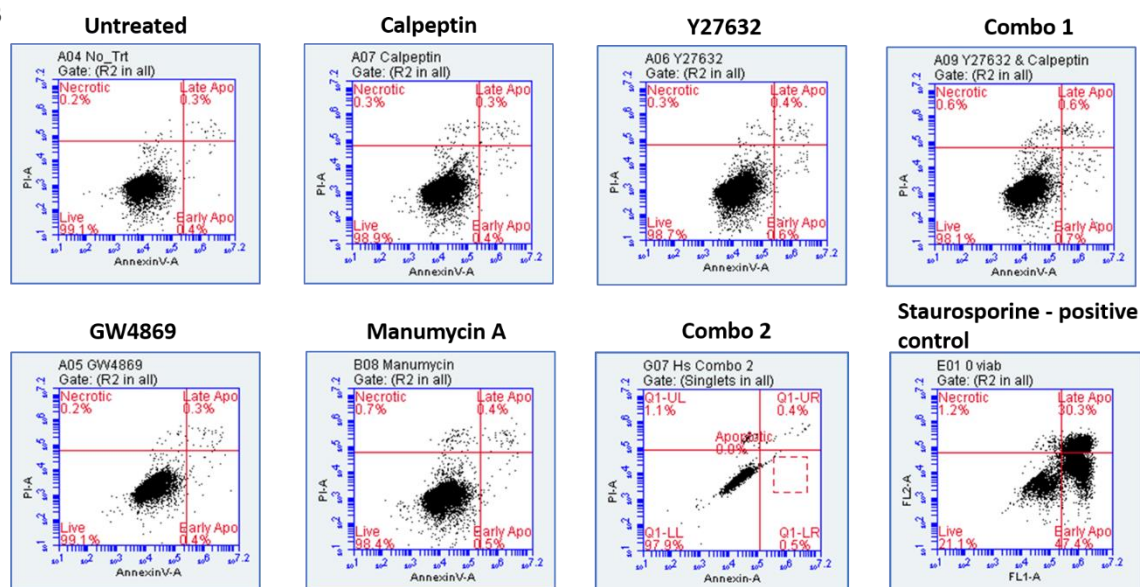 Untreated
A04 No_Trt
Gate: (R2 in all)
Necrotic
0.2%
Late Apo
0.3%
Live
99.1%
Early Apo
0.4%
PI-A
AnnexinV-A
Calpeptin
A07 Calpeptin
Gate: (R2 in all)
Necrotic
0.3%
Late Apo
0.3%
Live
98.9%
Early Apo
0.4%
PI-A
AnnexinV-A
Y27632
A06 Y27632
Gate: (R2 in all)
Necrotic
0.3%
Late Apo
0.4%
Live
98.7%
Early Apo
0.6%
PI-A
AnnexinV-A
Combo 1
A09 Y27632 & Calpeptin
Gate: (R2 in all)
Necrotic
0.6%
Late Apo
0.6%
Live
98.1%
Early Apo
0.7%
PI-A
AnnexinV-A
GW4869
A05 GW4869
Gate: (R2 in all)
Necrotic
0.2%
Late Apo
0.3%
Live
99.1%
Early Apo
0.4%
PI-A
AnnexinV-A
Manumycin A
B08 Manumycin
Gate: (R2 in all)
Necrotic
0.7%
Late Apo
0.4%
Live
98.4%
Early Apo
0.5%
PI-A
AnnexinV-A
Combo 2
G07 Hs Combo 2
Gate: (Singlets in all)
Q1-UL
1.1%
Q1-UR
0.4%
Apoptotic
0.0%
Q1-LL
97.9%
Q1-LR
0.5%
PI-A
Annexin-A
Staurosporine - positive
control
E01 0 viab
Gate: (R2 in all)
Necrotic
1.2%
Late Apo
30.3%
Live
21.1%
Early Apo
47.4%
FL2-A
FL1-A